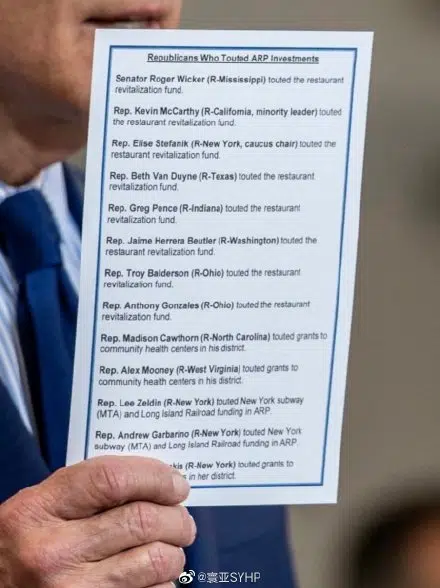 Republicans Who Touted ARP Investments
Senator Roger Wicker (R-Mississippi) touted the restaurant
revitalization fund.
Rep. Kevin McCarthy (R-California, minority leader) touted
the restaurant revitalization fund.
Rep. Elise Stefanik (R-New York, caucus chair) touted the
restaurant revitalization fund.
Rep. Beth Van Duyne (R-Texas) touted the restaurant
revitalization fund.
Rep. Greg Pence (R-Indiana) touted the restaurant
revitalization fund.
Rep. Jaime Herrera Beutler (R-Washington) touted the
restaurant revitalization fund.
Rep. Troy Balderson (R-Ohio) touted the restaurant
revitalization fund.
Rep. Anthony Gonzales (R-Ohio) touted the restaurant
revitalization fund.
Rep. Madison Cawthorn (R-North Carolina) touted grants to
community health centers in his district.
Rep. Alex Mooney (R-West Virginia) touted grants to
community health centers in his district.
Rep. Lee Zeldin (R-New York) touted New York subway
(MTA) and Long Island Railroad funding in ARP.
Rep. Andrew Garbarino (R-New York) touted New York
subway (MTA) and Long Island Railroad funding in ARP.
(R-New York) touted grants to
in her district.
@寰亚SYHP